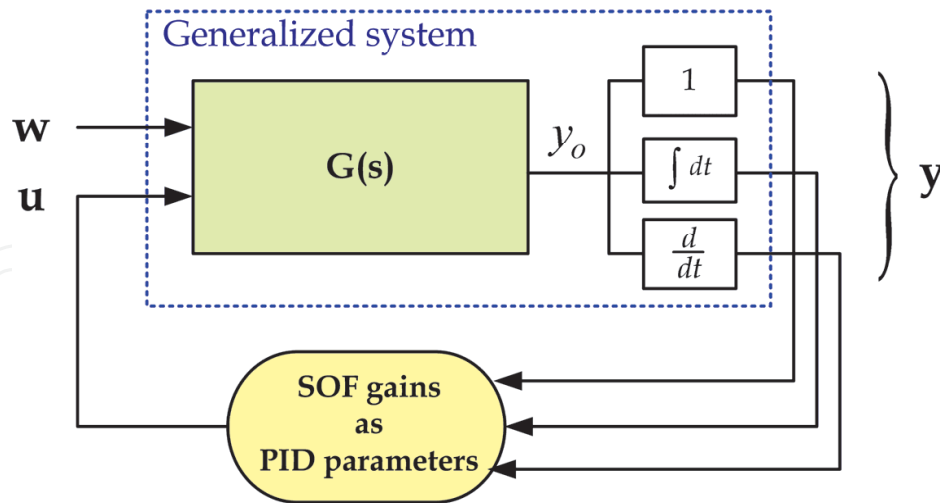 Generalized system
w
u
G(s)
y_o
1
∫ dt
d/dt
y
SOF gains
as
PID parameters